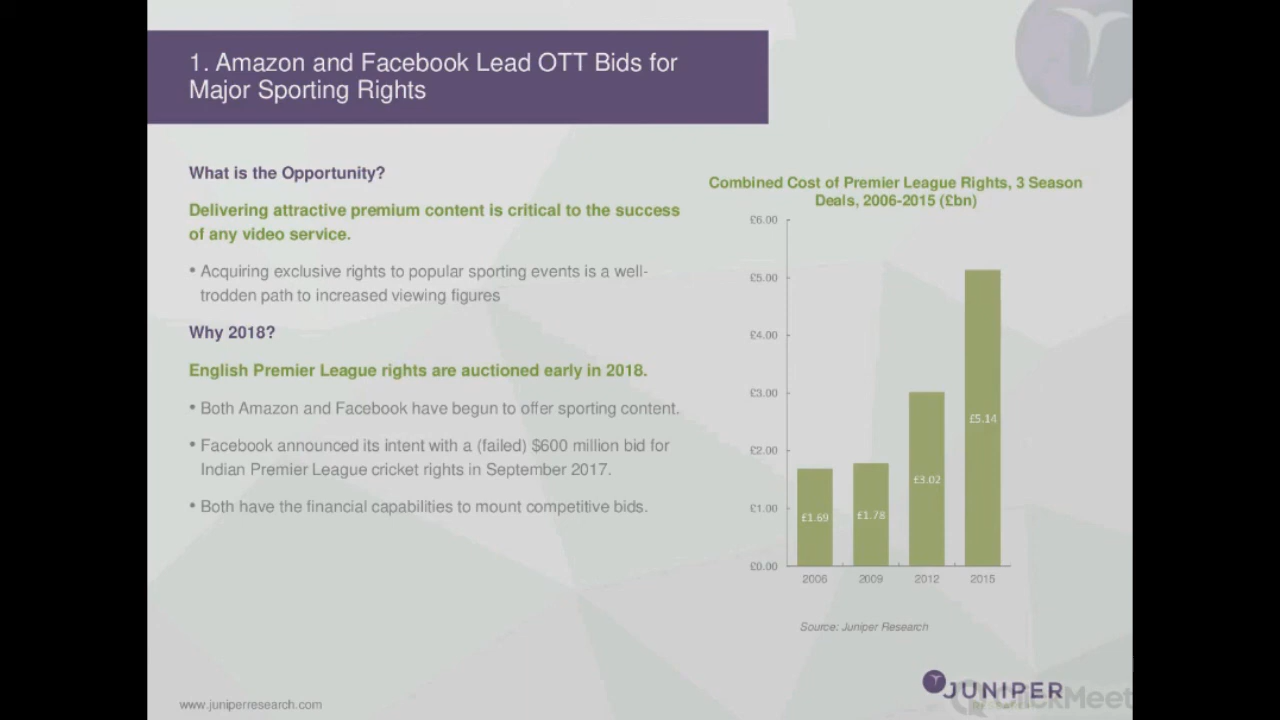 1. Amazon and Facebook Lead OTT Bids for
Major Sporting Rights
What is the Opportunity?
Delivering attractive premium content is critical to the success
of any video service.
• Acquiring exclusive rights to popular sporting events is a well-
trodden path to increased viewing figures
Why 2018?
English Premier League rights are auctioned early in 2018.
• Both Amazon and Facebook have begun to offer sporting content.
• Facebook announced its intent with a (failed) $600 million bid for
Indian Premier League cricket rights in September 2017.
• Both have the financial capabilities to mount competitive bids.
Combined Cost of Premier League Rights, 3 Season
Deals, 2006-2015 (£bn)
£6.00
£5.00
£4.00
£3.00
£2.00
£1.00
£0.00
£1.69
£1.78
£3.02
£5.14
2006 2009 2012 2015
Source: Juniper Research
www.juniperresearch.com
JUNIPER
ClickMeet